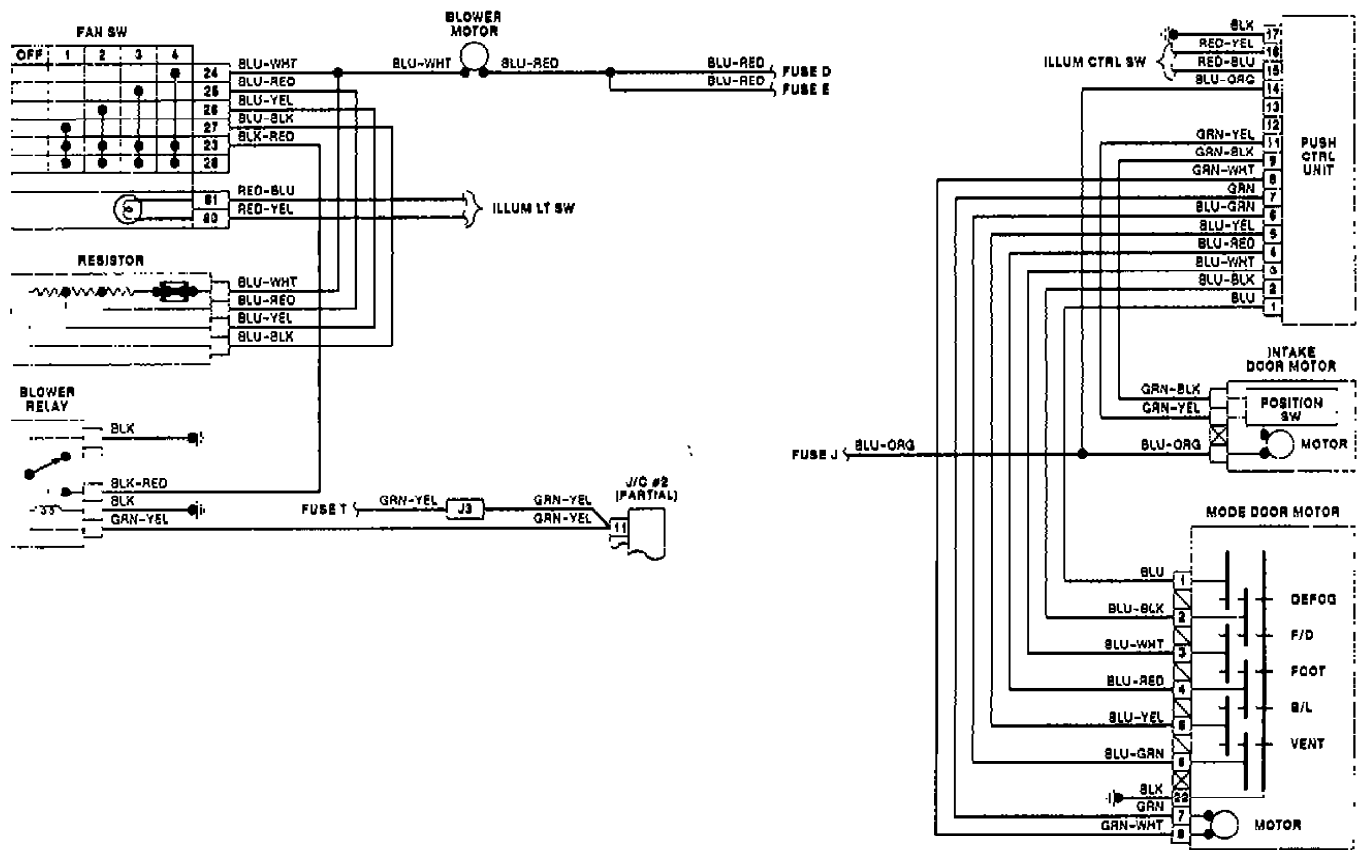 FAN SW
OFF 1 2 3 4
24 BLU-WHT
25 BLU-RED
26 BLU-YEL
27 BLU-BLK
23 BLK-RED
28
81 RED-BLU
80 RED-YEL
ILLUM LT SW
BLOWER
MOTOR
BLU-WHT
BLU-RED
BLU-RED FUSE D
BLU-RED FUSE E
RESISTOR
BLU-WHT
BLU-RED
BLU-YEL
BLU-BLK
BLOWER
RELAY
BLK
BLK-RED
BLK
GRN-YEL
FUSE T GRN-YEL J3 GRN-YEL
GRN-YEL
J/C #2
(PARTIAL)
11
ILLUM CTRL SW
BLK 17
RED-YEL 16
RED-BLU 15
BLU-ORG 14
13
12
GRN-YEL 11
GRN-BLK 9
GRN-WHT 8
GRN 7
BLU-GRN 6
BLU-YEL 5
BLU-RED 4
BLU-WHT 3
BLU-BLK 2
BLU 1
PUSH
CTRL
UNIT
INTAKE
DOOR MOTOR
GRN-BLK
GRN-YEL
POSITION
SW
FUSE J BLU-ORG
BLU-ORG
MOTOR
MODE DOOR MOTOR
BLU 1
DEFOG
BLU-BLK 2
F/D
BLU-WHT 3
FOOT
BLU-RED 4
B/L
BLU-YEL 5
VENT
BLU-GRN 6
BLK
GRN 7
GRN-WHT 8
MOTOR